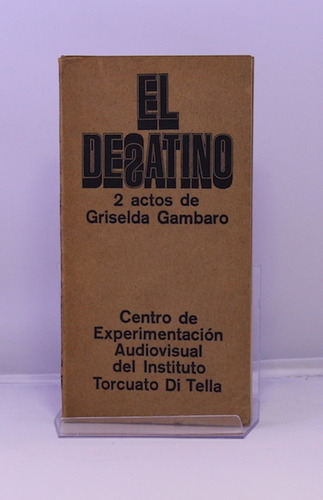 EL
DESATINO
2 actos de
Griselda Gambaro
Centro de
Experimentación
Audiovisual
del Instituto
Torcuato Di Tella